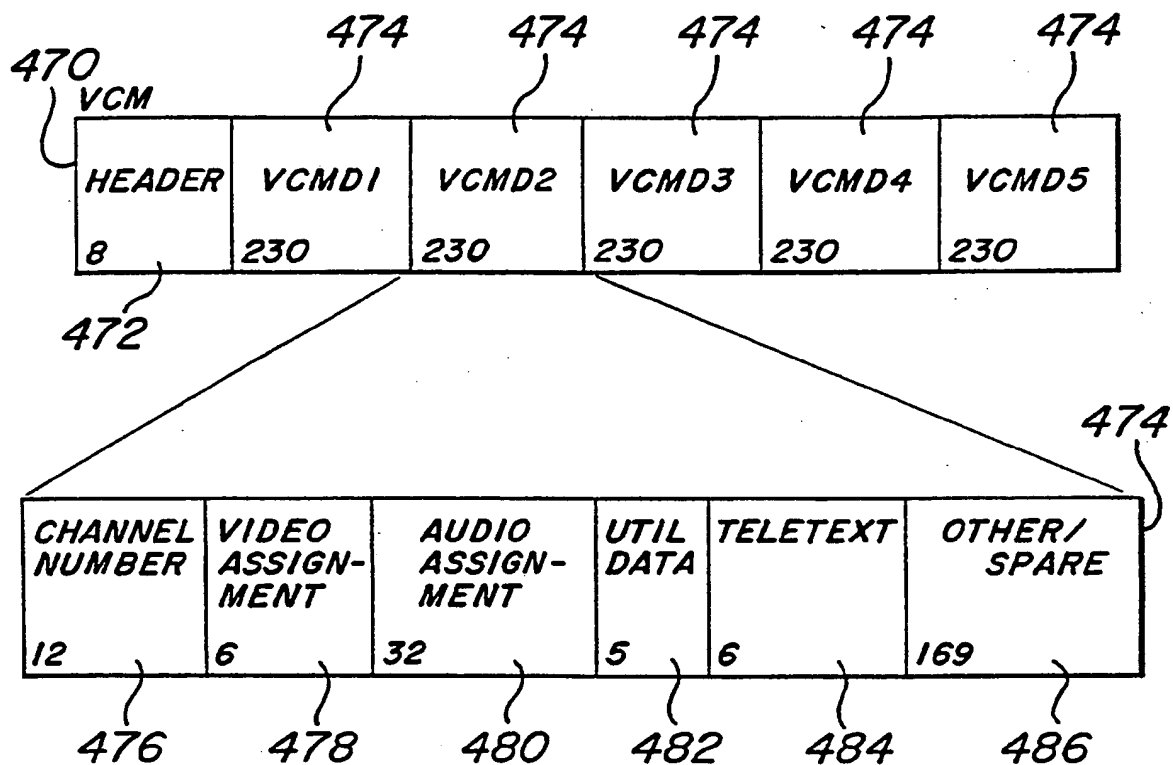 474 474 474 474 474
470
VCM
HEADER VCMD1 VCMD2 VCMD3 VCMD4 VCMD5
8 230 230 230 230 230
472
474
CHANNEL VIDEO AUDIO UTIL TELETEXT OTHER/
NUMBER ASSIGN- ASSIGN- DATA SPARE
MENT MENT
12 6 32 5 6 169
476 478 480 482 484 486